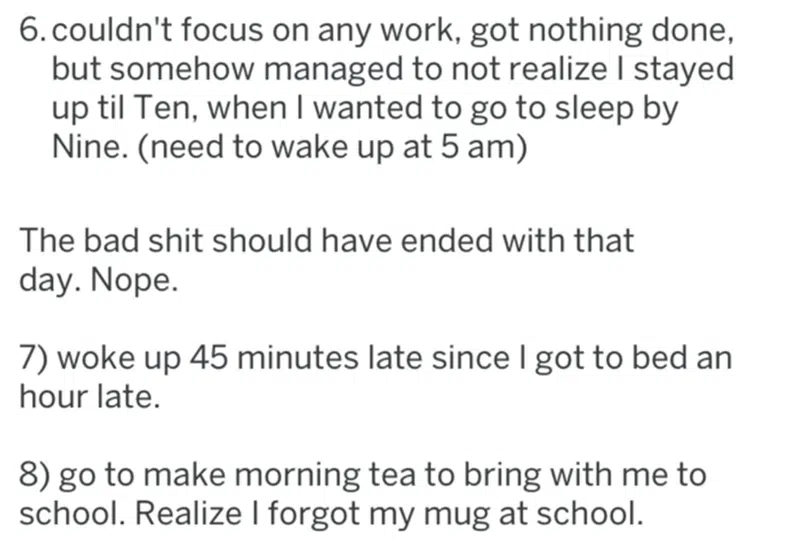 6. couldn't focus on any work, got nothing done,
but somehow managed to not realize I stayed
up til Ten, when I wanted to go to sleep by
Nine. (need to wake up at 5 am)
The bad shit should have ended with that
day. Nope.
7) woke up 45 minutes late since I got to bed an
hour late.
8) go to make morning tea to bring with me to
school. Realize I forgot my mug at school.